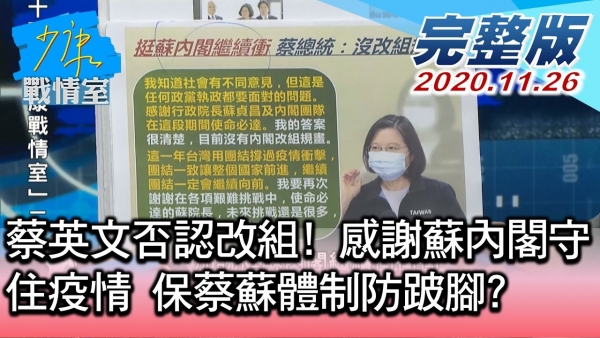 少康
戰情室
完整版
2020.11.26
挺蘇內閣繼續衝 蔡總統：沒改組
我知道社會有不同意見，但這是
任何政黨執政都要面對的問題。
感謝行政院長蘇貞昌及內閣團隊
在這段期間使命必達。我的答案
很清楚，目前沒有內閣改組規畫。
這一年台灣用團結撐過疫情衝擊，
團結一致讓整個國家前進，繼續
團結一定會繼續向前。我要再次
謝謝在各項艱難挑戰中，使命必
達的蘇院長，未來挑戰還是很多，
TAIWAN
戰情室」
蔡英文否認改組! 感謝蘇內閣守
住疫情 保蔡蘇體制防跛腳?